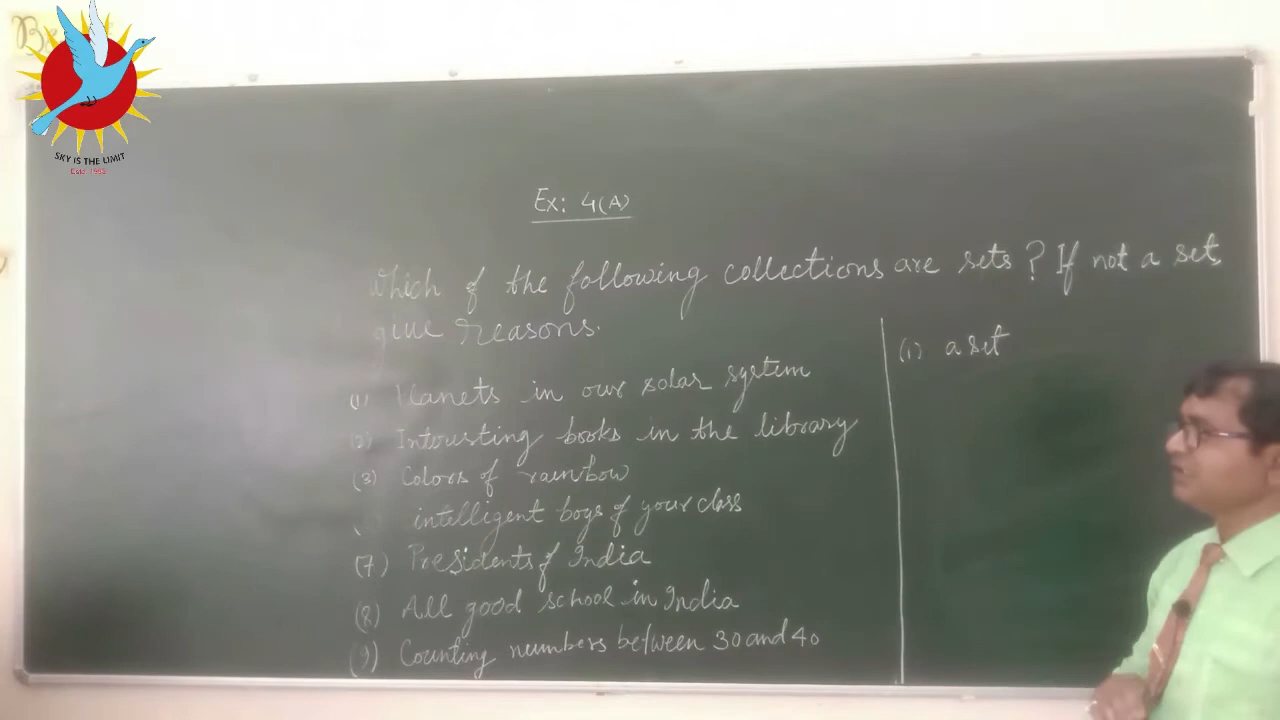 SKY IS THE LIMIT
Estd. 1953
Ex: 4(A)
Which of the following collections are sets? If not a set,
give reasons.
(1) Planets in our solar system
(2) Intersting books in the library
(3) Colors of rainbow
intelligent boys of your class
(7) Presidents of India
(8) All good school in India
(9) Counting numbers between 30 and 40
(1) a set